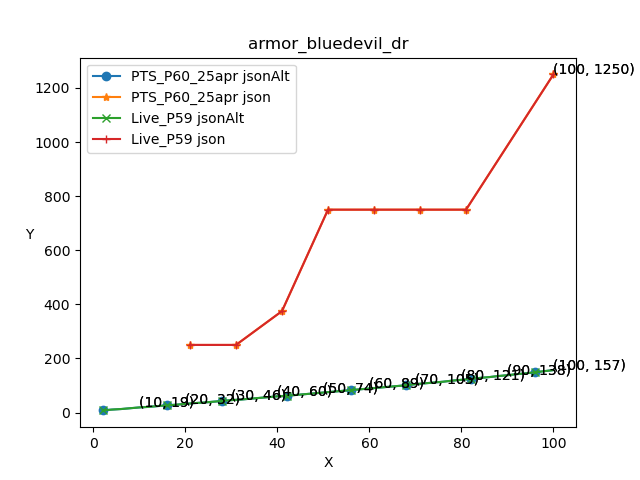 armor_bluedevil_dr
PTS_P60_25apr jsonAlt
PTS_P60_25apr json
Live_P59 jsonAlt
Live_P59 json
(100, 1250)
1200
1000
800
600
400
200
0
Y
(10, 19)
(20, 32)
(30, 46)
(40, 60)
(50, 74)
(60, 89)
(70, 105)
(80, 121)
(90, 138)
(100, 157)
0 20 40 60 80 100
X